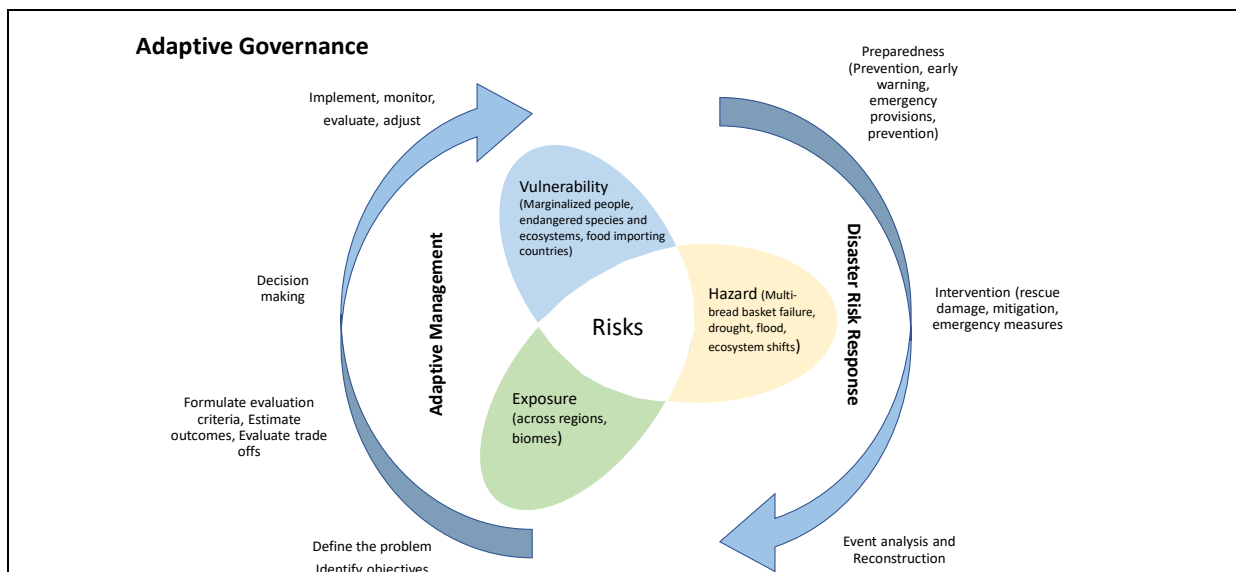 Adaptive Governance
Implement, monitor,
evaluate, adjust
Decision
making
Formulate evaluation
criteria, Estimate
outcomes, Evaluate trade
offs
Define the problem
Identify objectives
Adaptive Management
Vulnerability
(Marginalized people,
endangered species and
ecosystems, food importing
countries)
Risks
Hazard (Multi-
bread basket failure,
drought, flood,
ecosystem shifts)
Exposure
(across regions,
biomes)
Disaster Risk Response
Preparedness
(Prevention, early
warning,
emergency
provisions,
prevention)
Intervention (rescue
damage, mitigation,
emergency measures
Event analysis and
Reconstruction